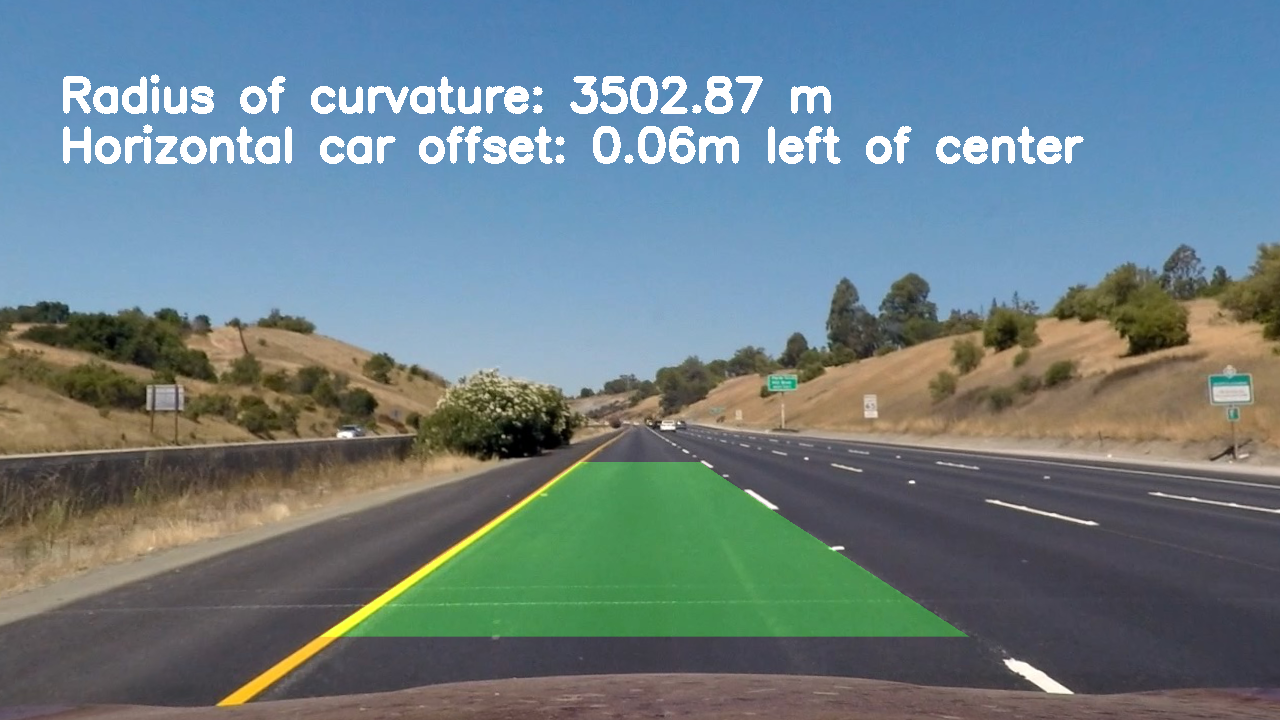 Radius of curvature: 3502.87 m
Horizontal car offset: 0.06m left of center